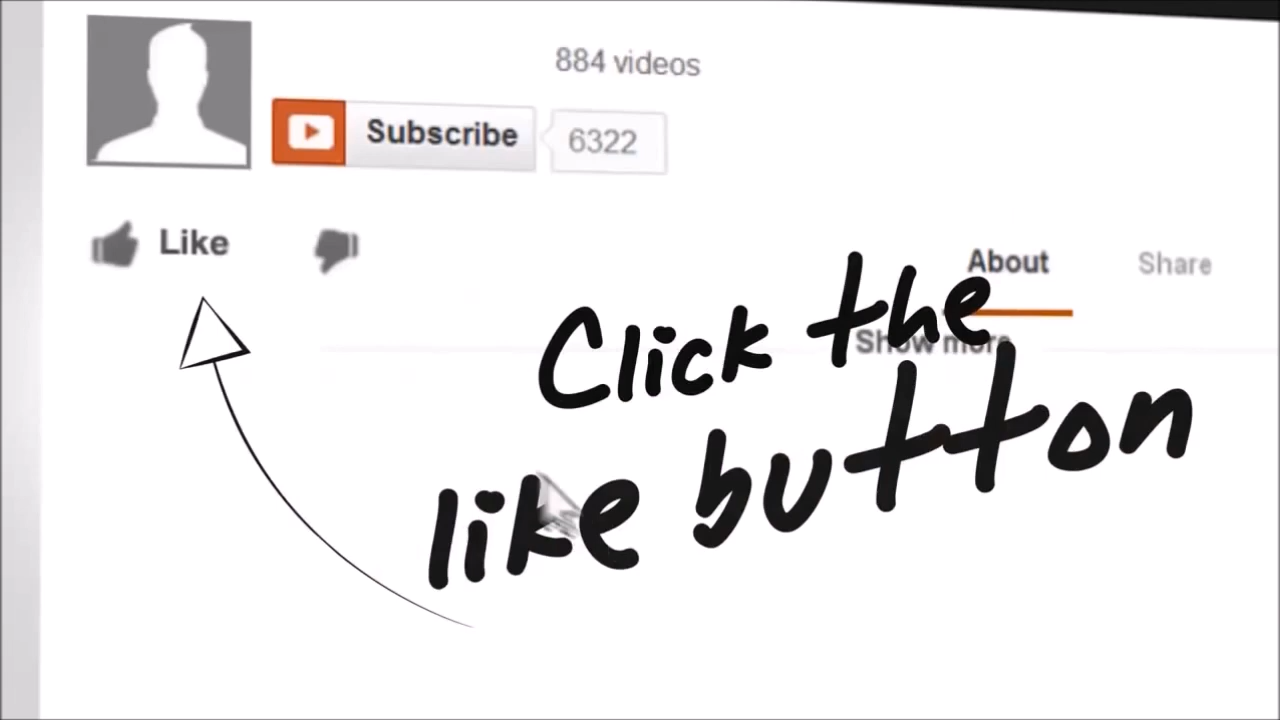 884 videos
Subscribe
6322
Like
About
Share
Show more
Click the
like button